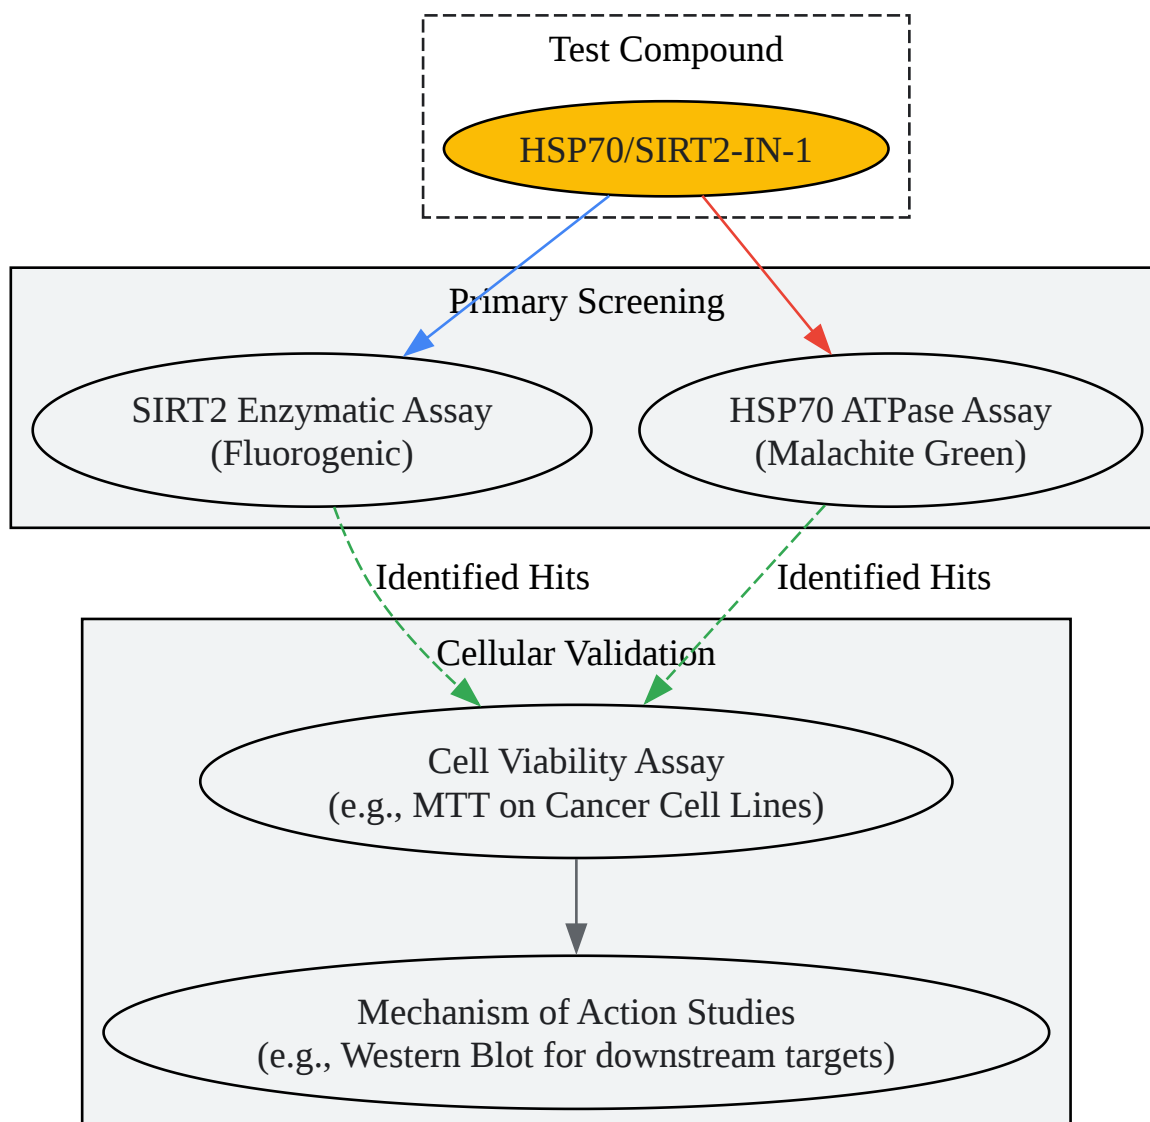 Test Compound
HSP70/SIRT2-IN-1
Primary Screening
SIRT2 Enzymatic Assay
(Fluorogenic)
HSP70 ATPase Assay
(Malachite Green)
Identified Hits
Identified Hits
Cellular Validation
Cell Viability Assay
(e.g., MTT on Cancer Cell Lines)
Mechanism of Action Studies
(e.g., Western Blot for downstream targets)